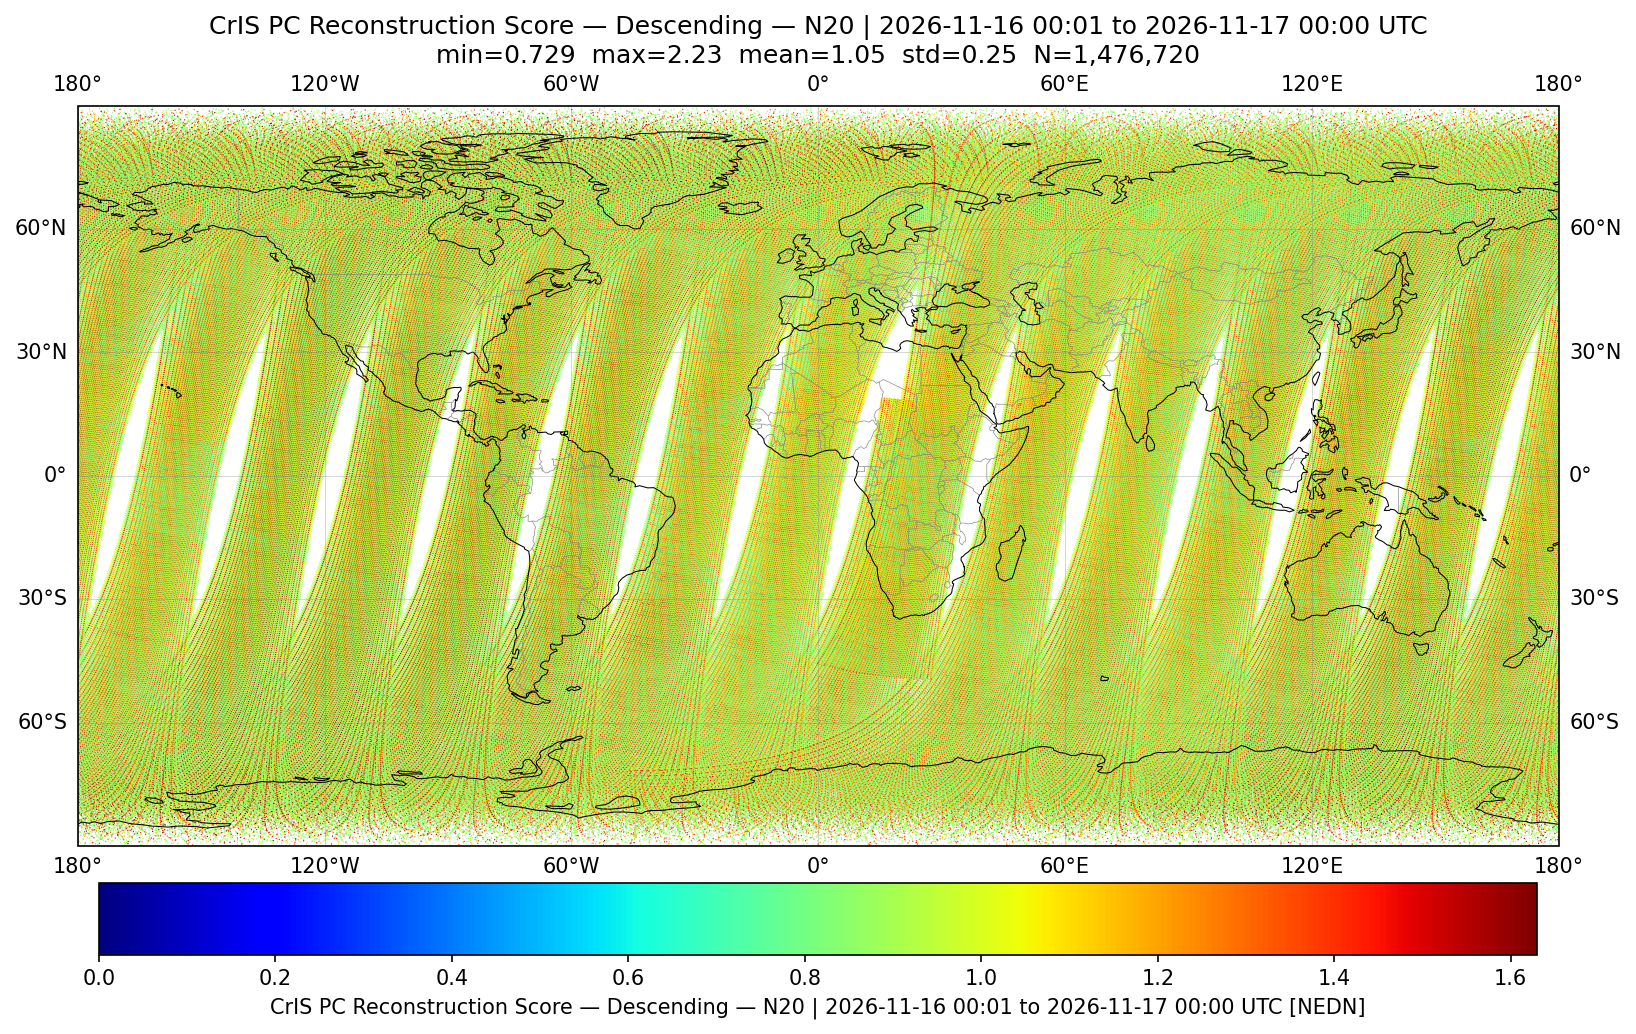 CrIS PC Reconstruction Score — Descending — N20 | 2026-11-16 00:01 to 2026-11-17 00:00 UTC
min=0.729  max=2.23  mean=1.05  std=0.25  N=1,476,720
180° 120°W 60°W 0° 60°E 120°E 180°
60°N 60°N
30°N 30°N
0° 0°
30°S 30°S
60°S 60°S
180° 120°W 60°W 0° 60°E 120°E 180°
0.0 0.2 0.4 0.6 0.8 1.0 1.2 1.4 1.6
CrIS PC Reconstruction Score — Descending — N20 | 2026-11-16 00:01 to 2026-11-17 00:00 UTC [NEDN]